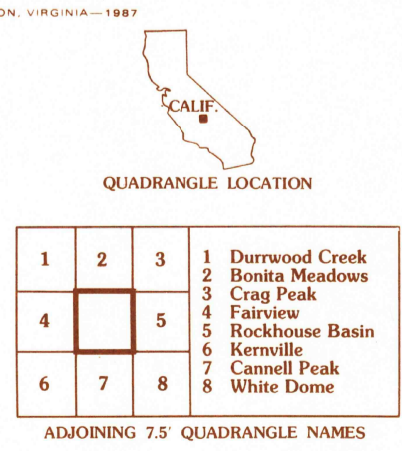 ON, VIRGINIA—1987
CALIF.
QUADRANGLE LOCATION
1 2 3
4 5
6 7 8
1 Durrwood Creek
2 Bonita Meadows
3 Crag Peak
4 Fairview
5 Rockhouse Basin
6 Kernville
7 Cannell Peak
8 White Dome
ADJOINING 7.5' QUADRANGLE NAMES